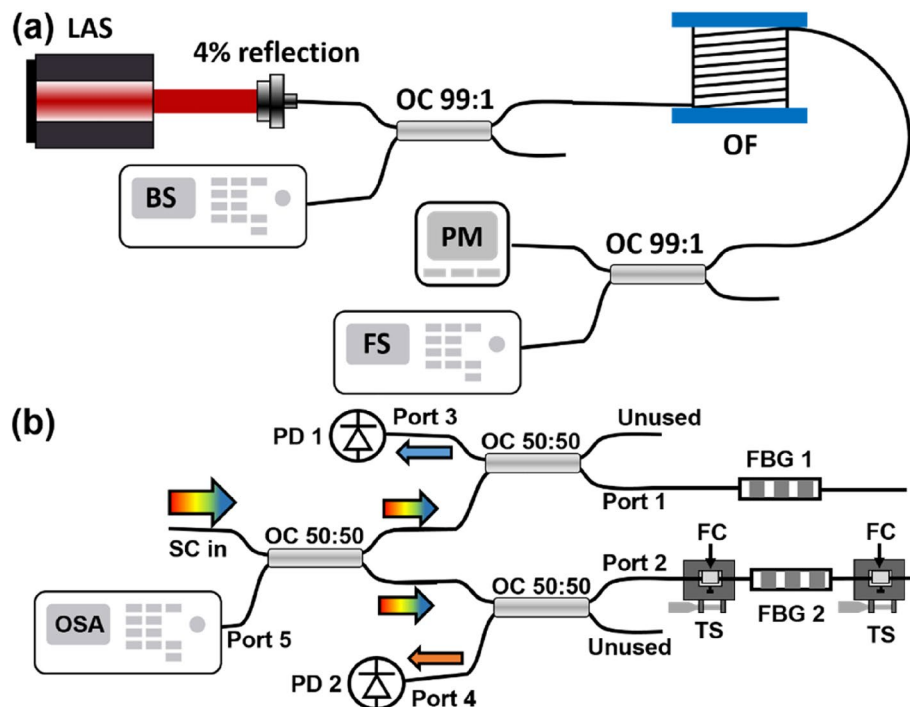 (a)
LAS
4% reflection
OC 99:1
OF
BS
PM
OC 99:1
FS
(b)
PD 1
Port 3
OC 50:50
Unused
FBG 1
Port 1
SC in
OC 50:50
Port 2
FC
FC
OC 50:50
FBG 2
TS
TS
OSA
Port 5
Unused
PD 2
Port 4